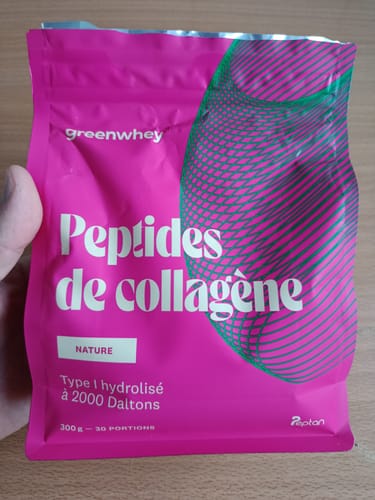 greenwhey
Peptides
de collagène
NATURE
Type I hydrolisé
à 2000 Daltons
300 g — 30 PORTIONS
Peptan